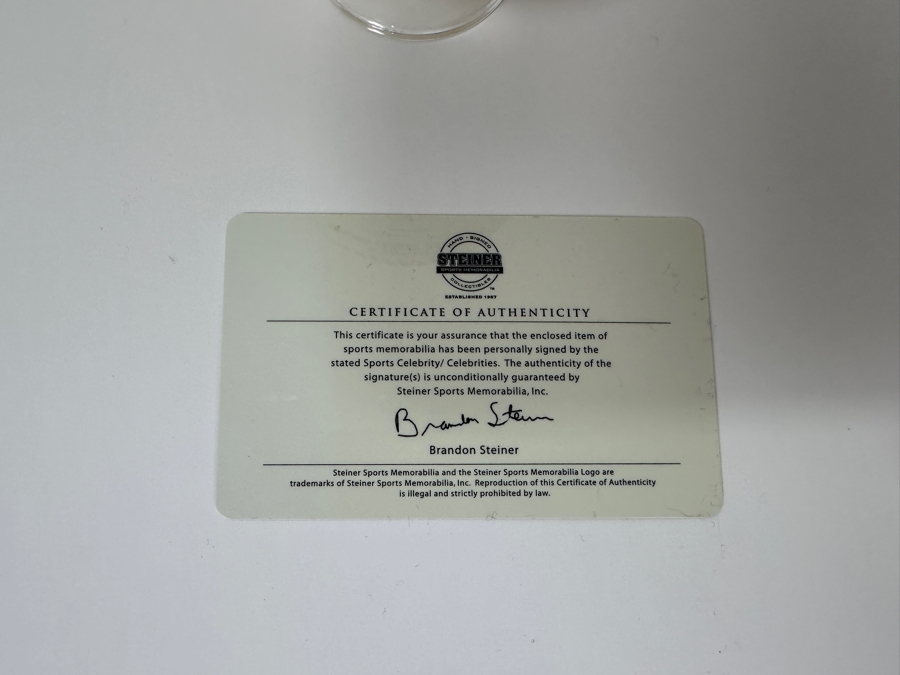 HAND - SIGNED
STEINER
SPORTS MEMORABILIA
COLLECTIBLES
TM
ESTABLISHED 1987
CERTIFICATE OF AUTHENTICITY
This certificate is your assurance that the enclosed item of
sports memorabilia has been personally signed by the
stated Sports Celebrity/ Celebrities. The authenticity of the
signature(s) is unconditionally guaranteed by
Steiner Sports Memorabilia, Inc.
Brandon Steiner
Brandon Steiner
Steiner Sports Memorabilia and the Steiner Sports Memorabilia Logo are
trademarks of Steiner Sports Memorabilia, Inc. Reproduction of this Certificate of Authenticity
is illegal and strictly prohibited by law.